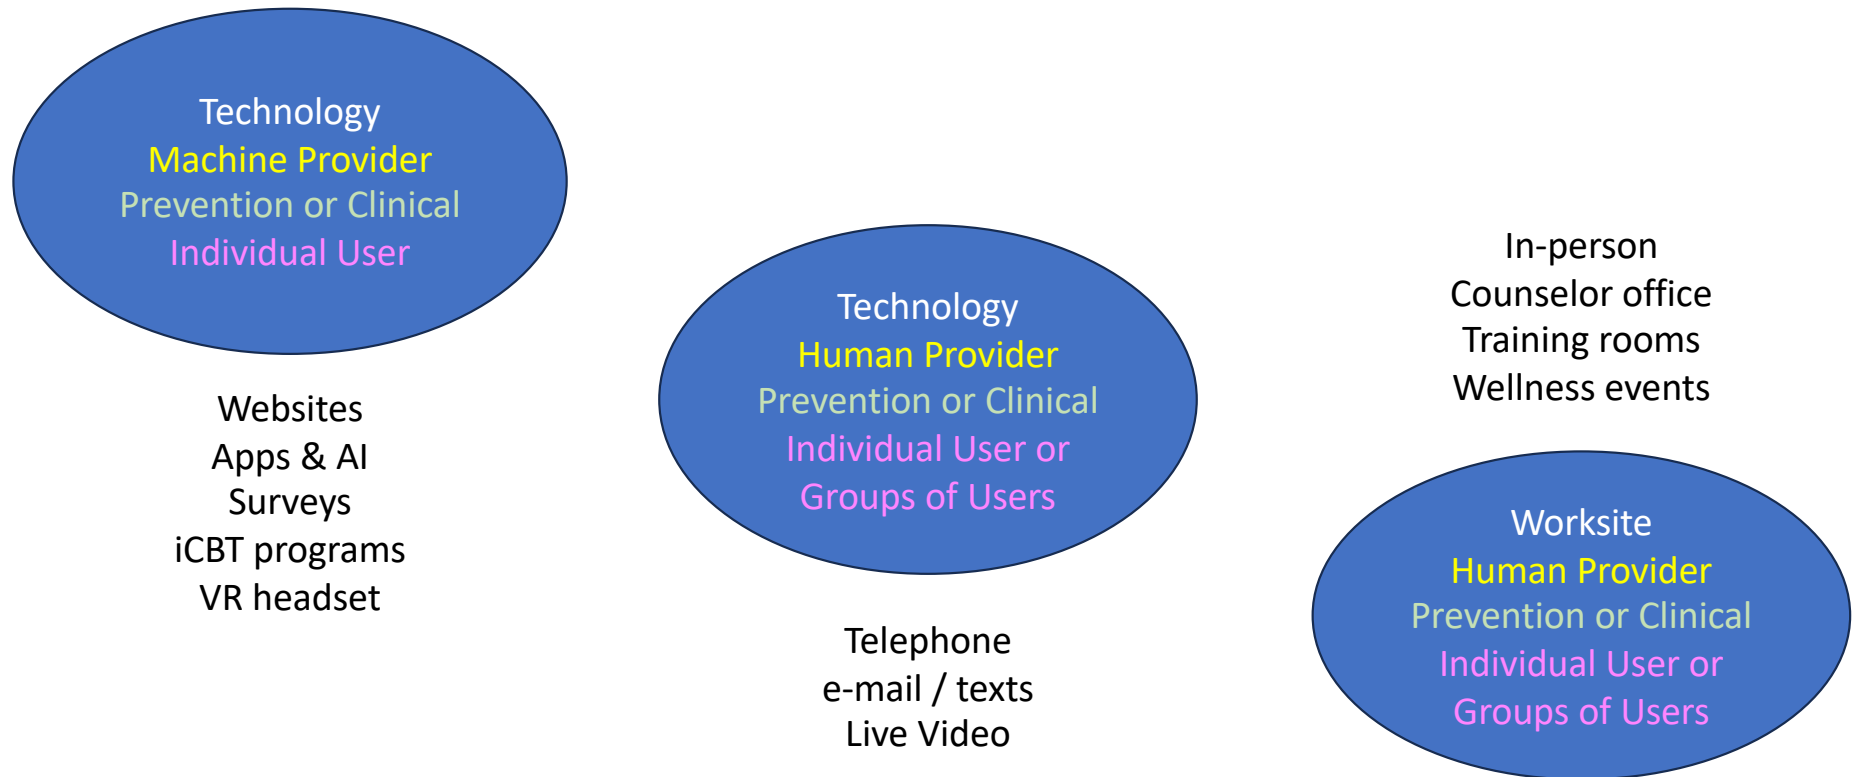 Technology
Machine Provider
Prevention or Clinical
Individual User
Websites
Apps & AI
Surveys
iCBT programs
VR headset
Technology
Human Provider
Prevention or Clinical
Individual User or
Groups of Users
Telephone
e-mail / texts
Live Video
In-person
Counselor office
Training rooms
Wellness events
Worksite
Human Provider
Prevention or Clinical
Individual User or
Groups of Users